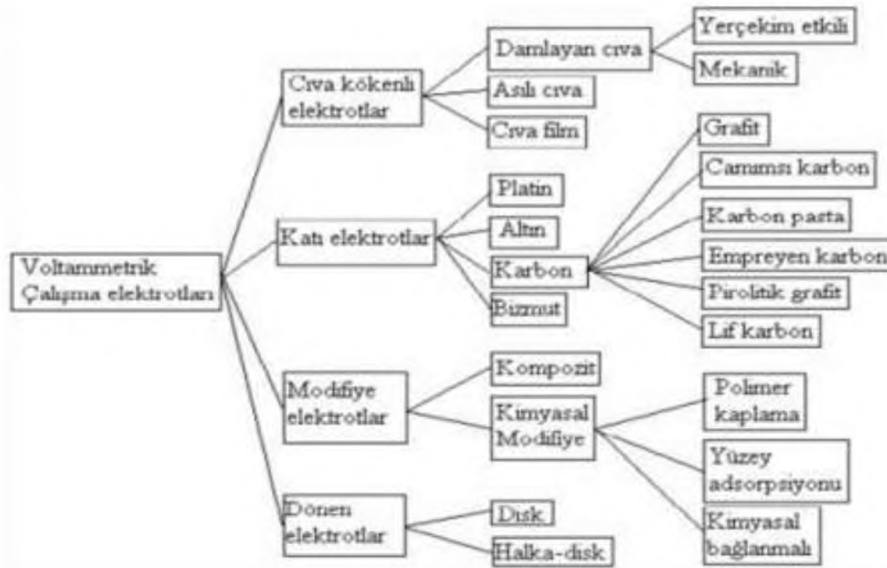 Voltammetrik
Çalışma elektrotları
Cıva kökenli
elektrotlar
Damlayan cıva
Yerçekim etkili
Mekanik
Asılı cıva
Cıva film
Katı elektrotlar
Platin
Altın
Karbon
Grafit
Camımsı karbon
Karbon pasta
Empreyen karbon
Pirolitik grafit
Lif karbon
Bizmut
Modifiye
elektrotlar
Kompozit
Kimyasal
Modifiye
Polimer
kaplama
Yüzey
adsorpsiyonu
Kimyasal
bağlanmalı
Dönen
elektrotlar
Disk
Halka-disk